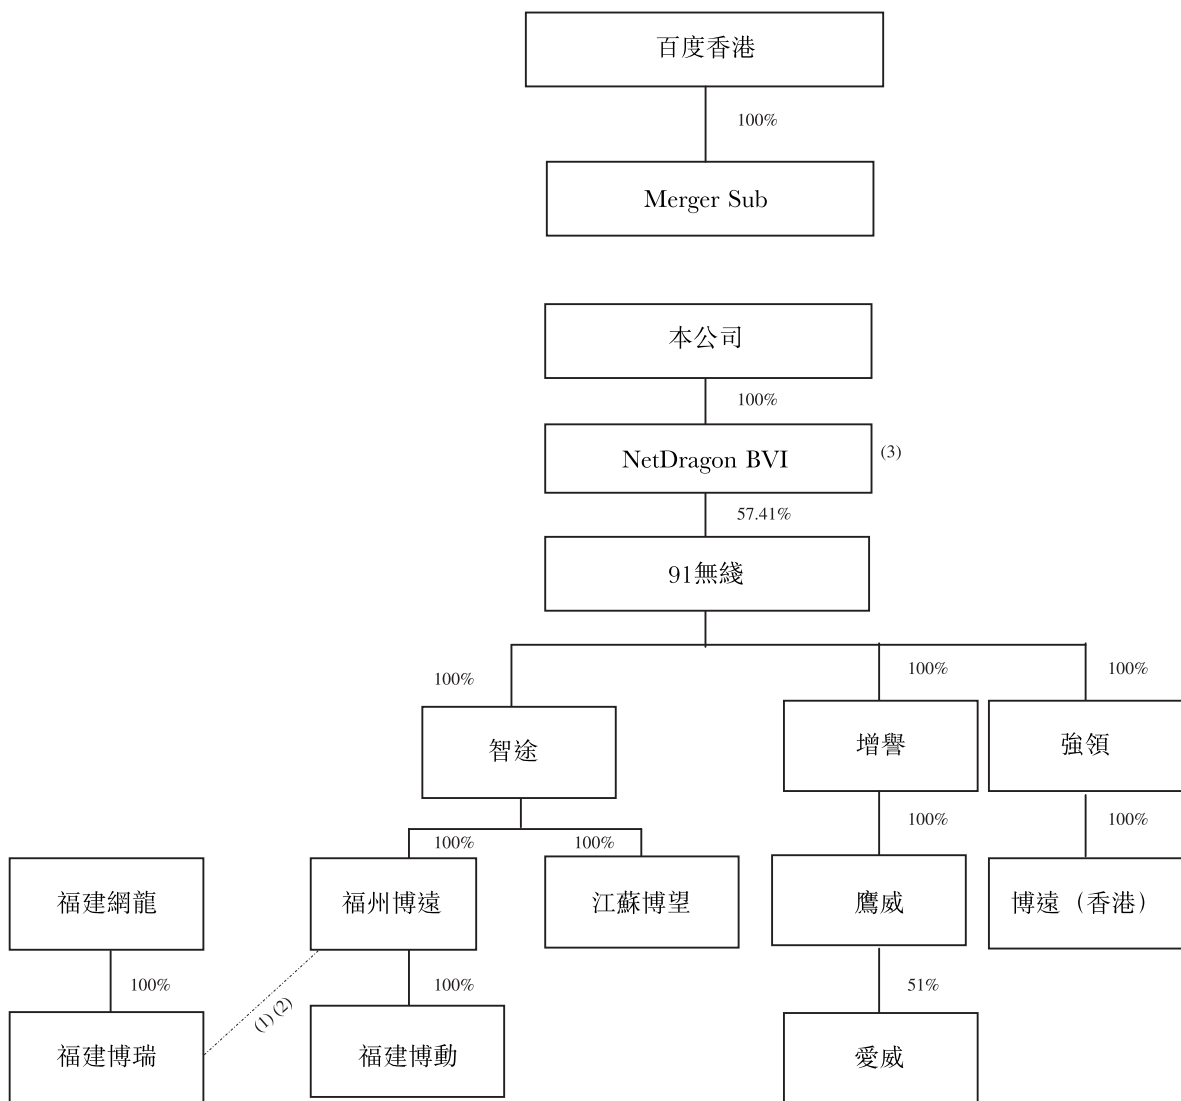 百度香港
100%
Merger Sub
本公司
100%
NetDragon BVI
(3)
57.41%
91無綫
100%
100%
100%
智途
增譽
強領
100%
100%
100%
100%
福建網龍
福州博遠
江蘇博望
鷹威
博遠（香港）
100%
(1) (2)
100%
51%
福建博瑞
福建博動
愛威